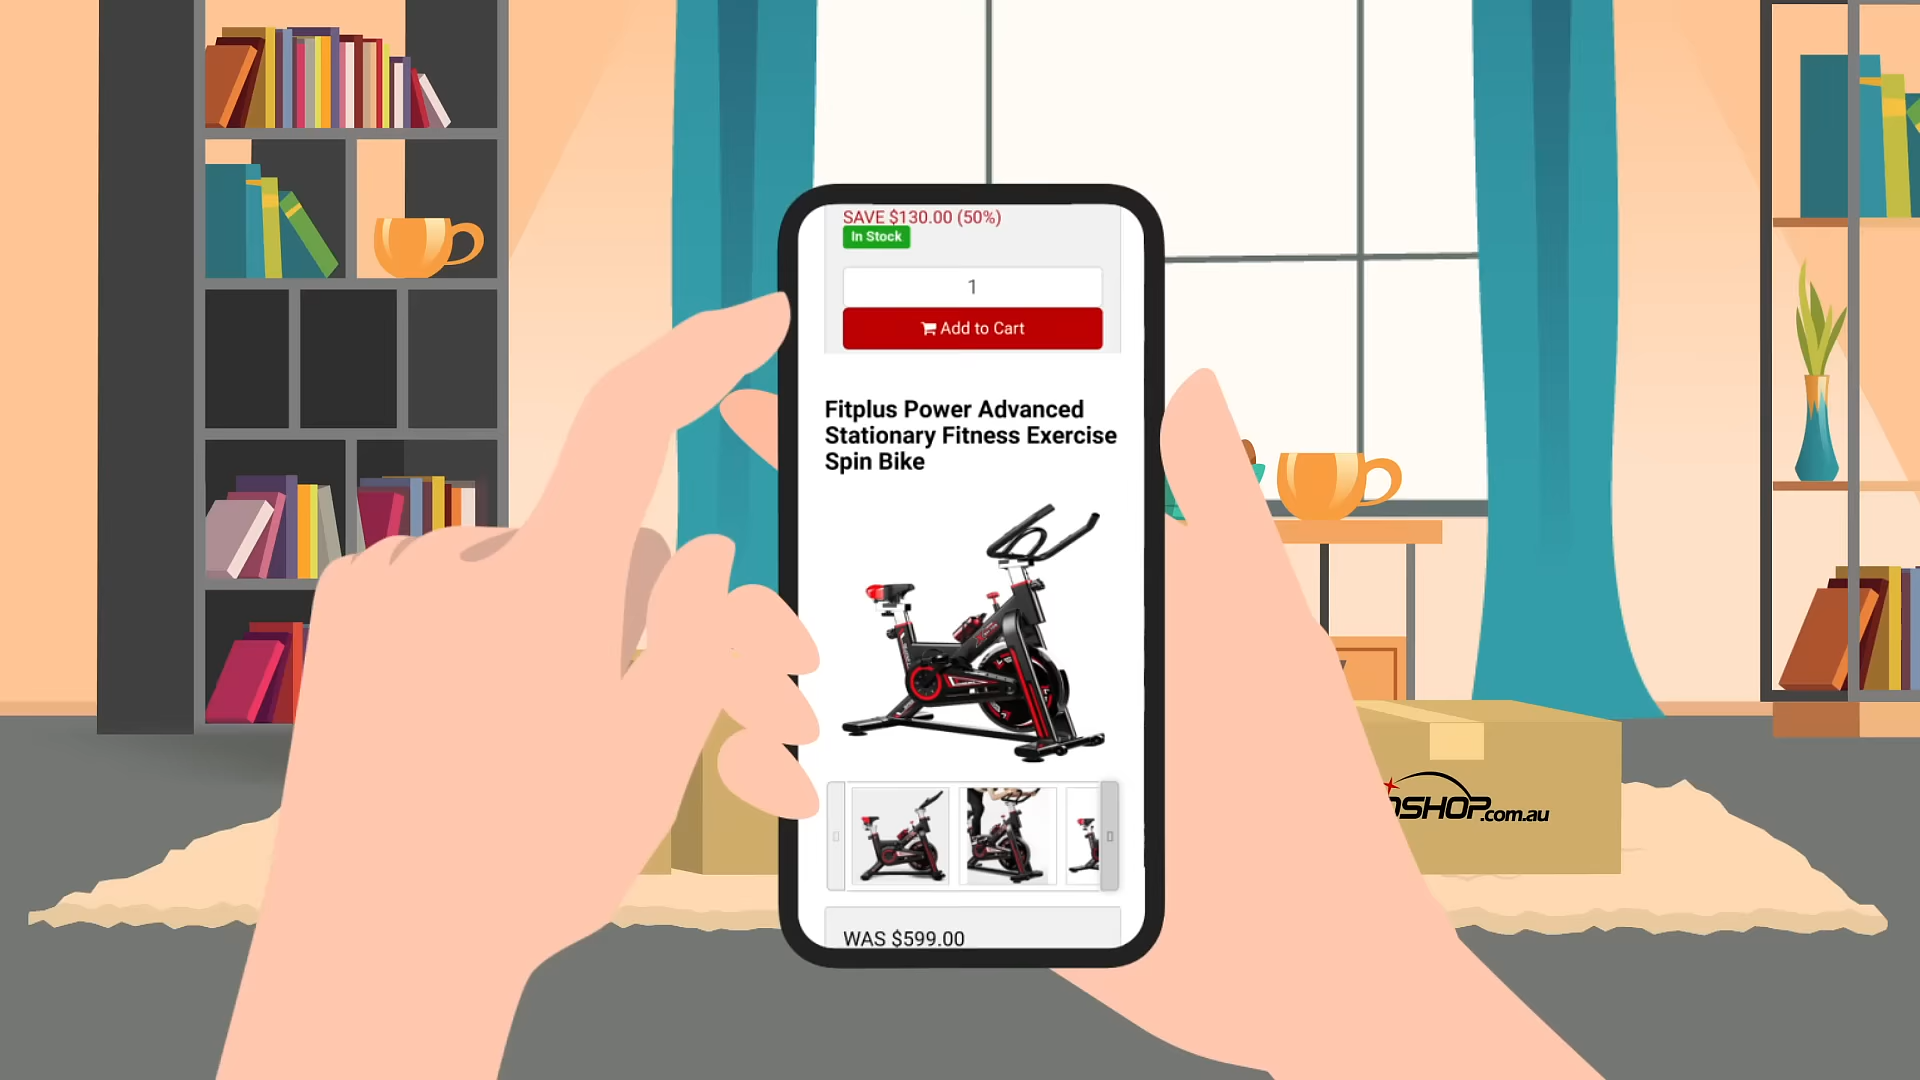 SAVE $130.00 (50%)
In Stock
1
Add to Cart
Fitplus Power Advanced
Stationary Fitness Exercise
Spin Bike
WAS $599.00
SHOP.com.au